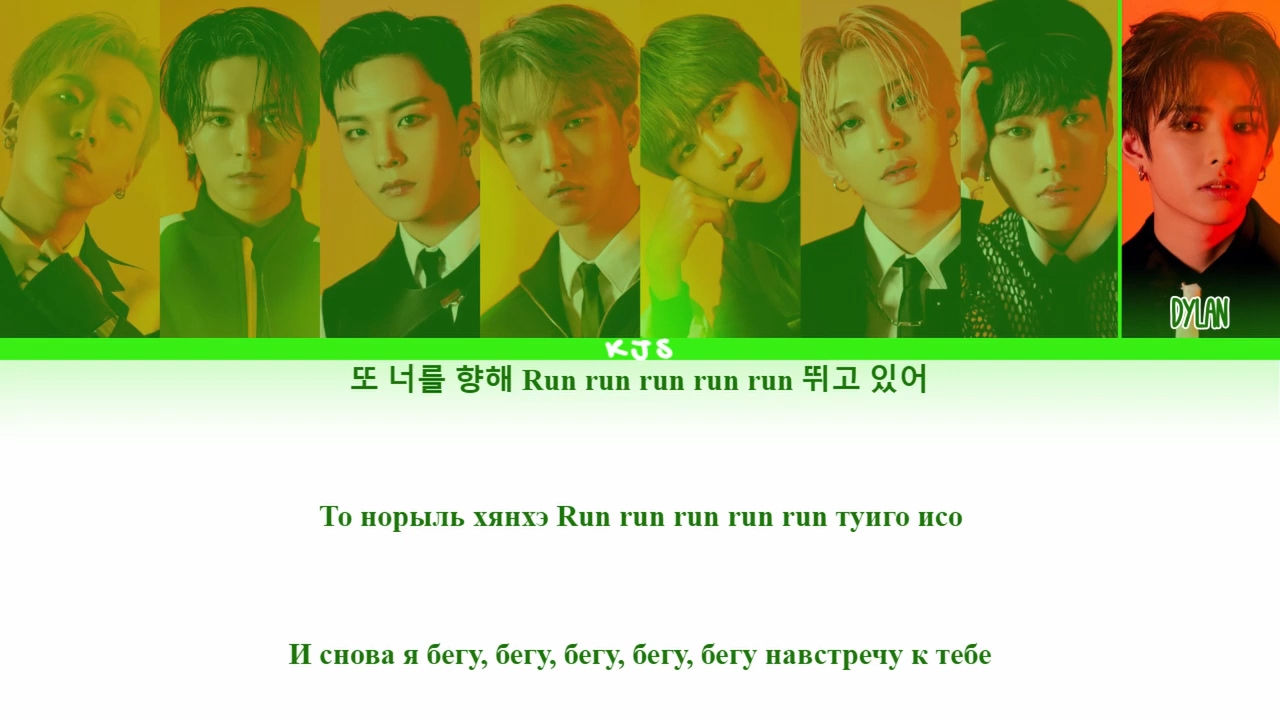 DYLAN
KJS
또 너를 향해 Run run run run run 뛰고 있어
То норыль хянхэ Run run run run run туиго исо
И снова я бегу, бегу, бегу, бегу, бегу навстречу к тебе